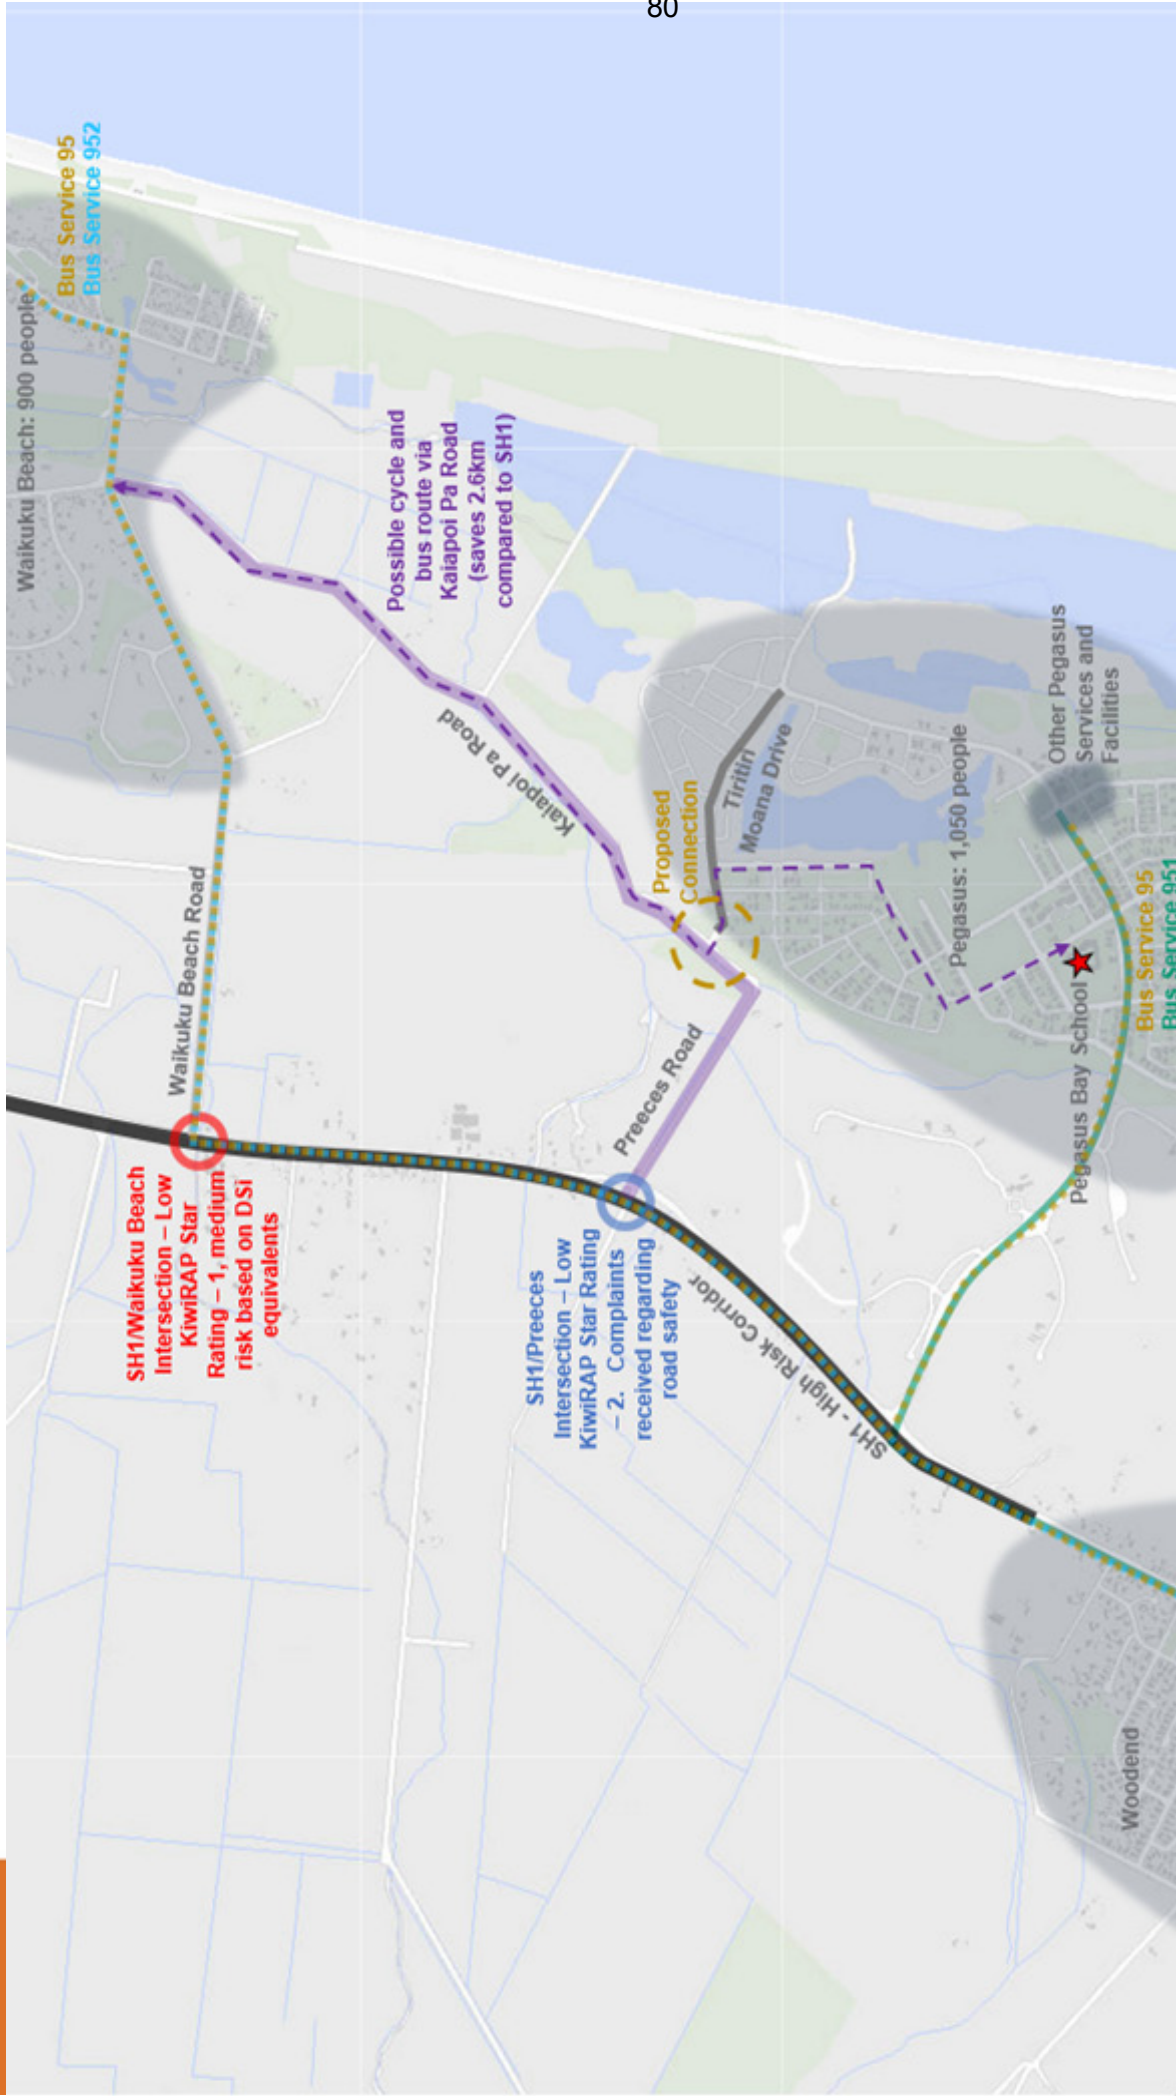 80
Bus Service 95
Bus Service 952
Waikuku Beach: 900 people
Possible cycle and
bus route via
Kaiapoi Pa Road
(saves 2.6km
compared to SH1)
Kaiapoi Pa Road
Waikuku Beach Road
SH1/Waikuku Beach
Intersection – Low
KiwiRAP Star
Rating – 1, medium
risk based on DSi
equivalents
Proposed
Connection
Tiritiri
Moana Drive
Preeces Road
SH1/Preeces
Intersection – Low
KiwiRAP Star Rating
– 2. Complaints
received regarding
road safety
SH1 - High Risk Corridor
Pegasus: 1,050 people
Other Pegasus
Services and
Facilities
Pegasus Bay School
Bus Service 95
Bus Service 951
Woodend